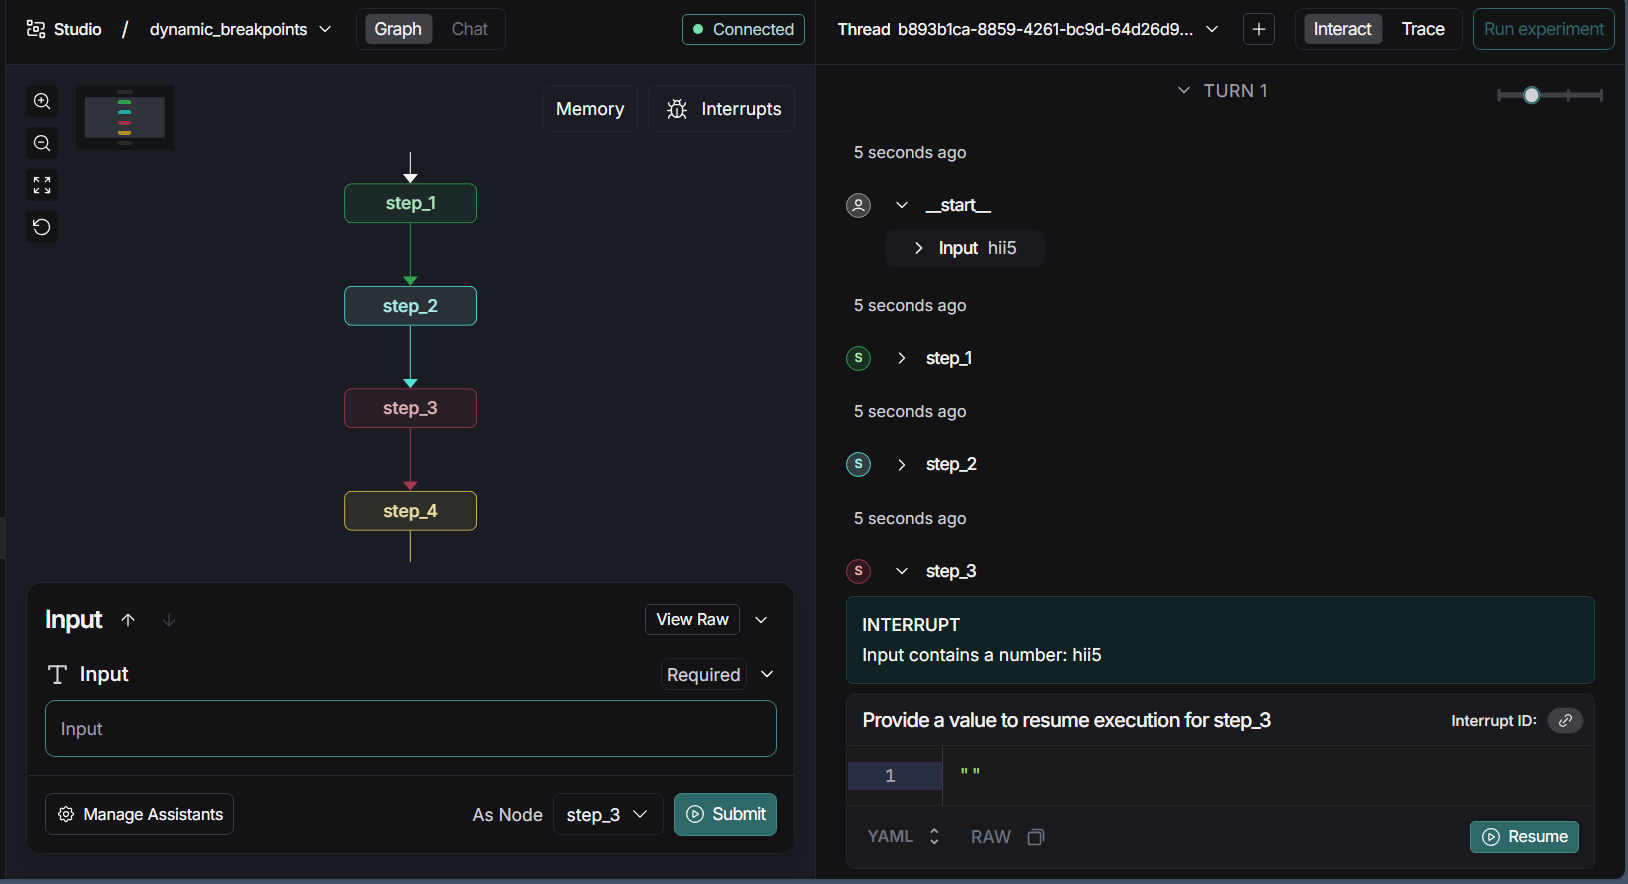 Studio / dynamic_breakpoints
Graph Chat
Connected
Memory
Interrupts
step_1
step_2
step_3
step_4
Input
View Raw
Input
Required
Input
Manage Assistants
As Node
step_3
Submit
Thread b893b1ca-8859-4261-bc9d-64d26d9...
+
Interact Trace
Run experiment
TURN 1
5 seconds ago
__start__
Input hii5
5 seconds ago
S step_1
5 seconds ago
S step_2
5 seconds ago
S step_3
INTERRUPT
Input contains a number: hii5
Provide a value to resume execution for step_3
Interrupt ID:
1 ""
YAML RAW
Resume